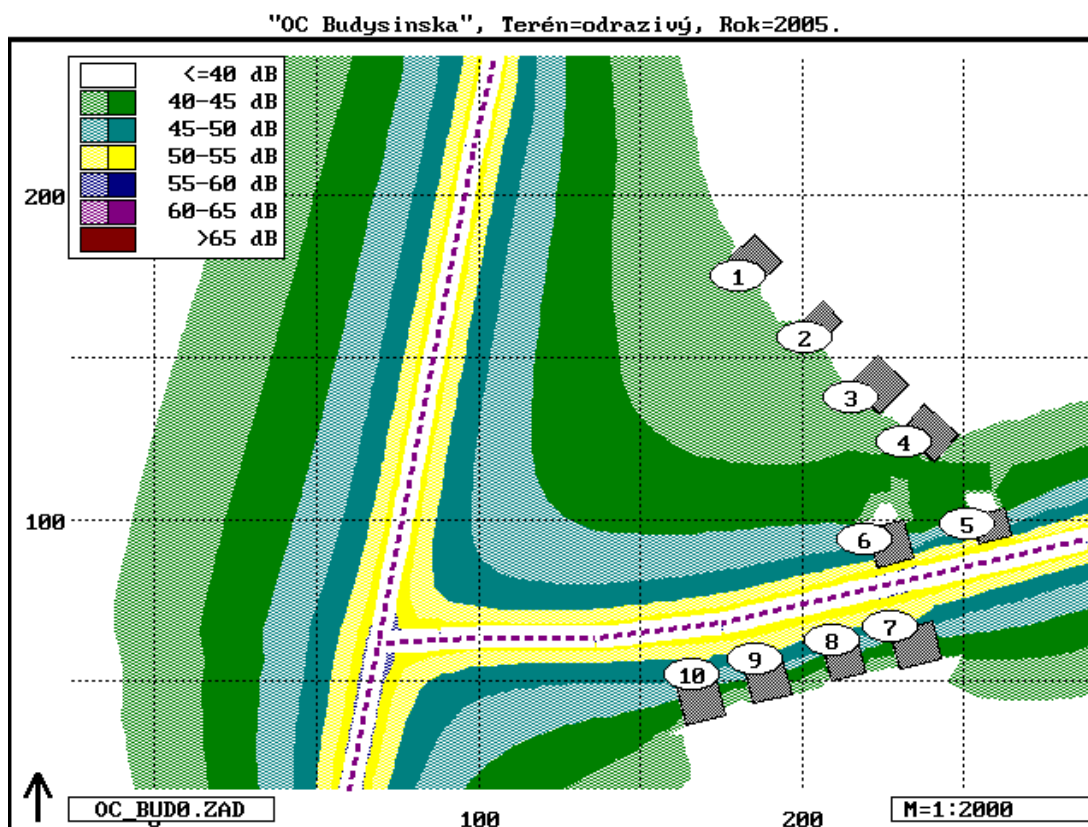 "OC Budysinska", Terén=odrazivý, Rok=2005.
<=40 dB
40-45 dB
45-50 dB
50-55 dB
55-60 dB
60-65 dB
>65 dB
200
1
2
3
4
100
5
6
7
8
9
10
OC_BUD0.ZAD
100
200
M=1:2000